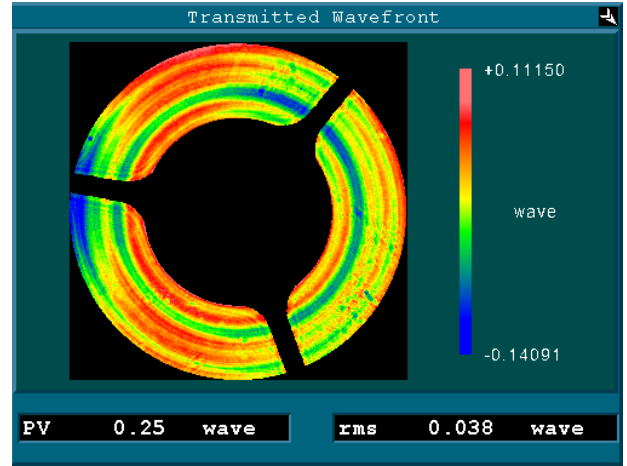 Transmitted Wavefront
+0.11150
wave
-0.14091
PV 0.25 wave
rms 0.038 wave